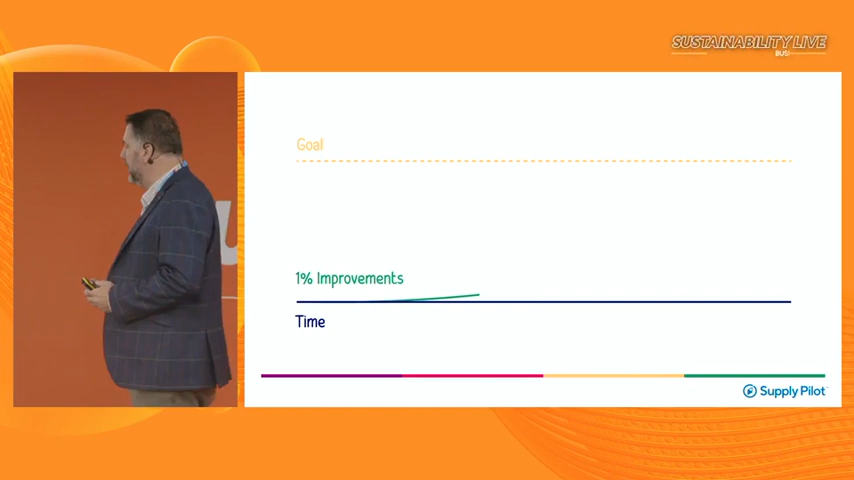 SUSTAINABILITY LIVE
Goal
1% Improvements
Time
Supply Pilot